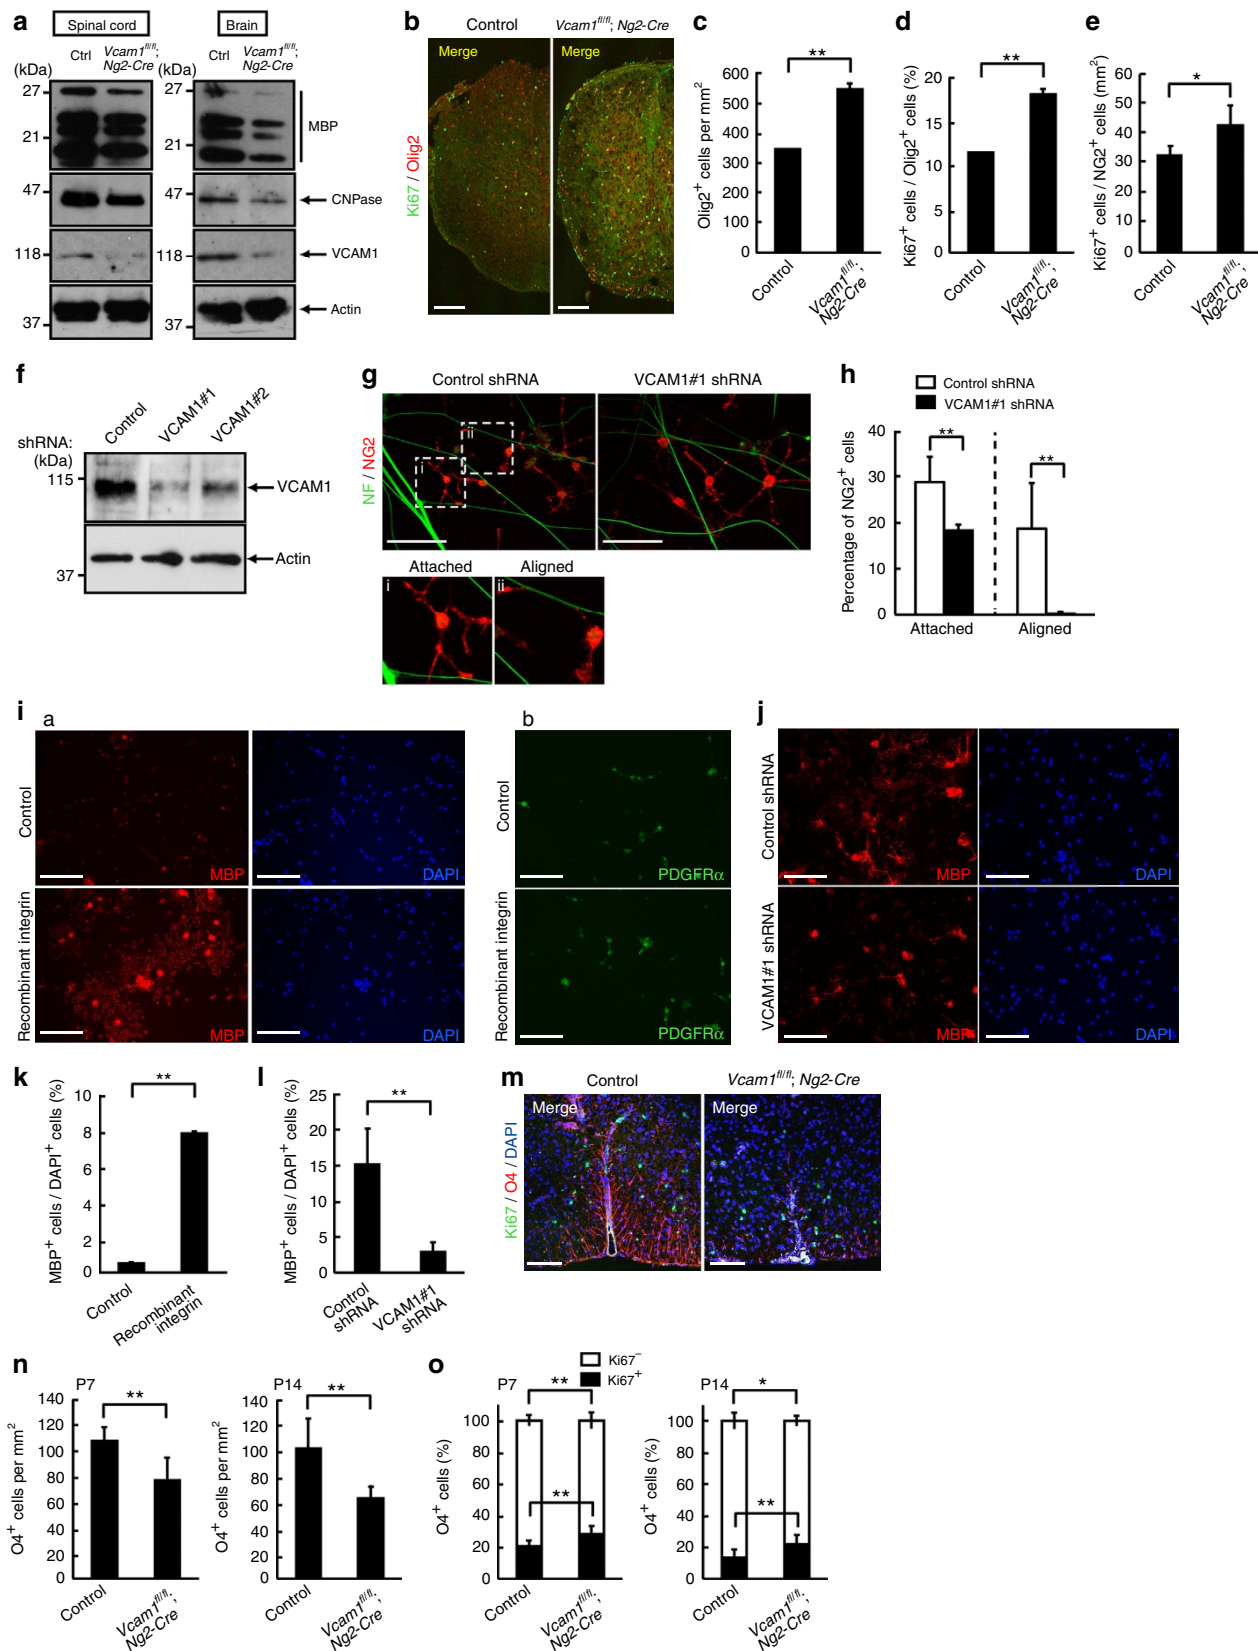 a
Spinal cord
Brain
Ctrl
Vcam1fl/fl;
Ng2-Cre
Ctrl
Vcam1fl/fl;
Ng2-Cre
(kDa)
(kDa)
27
21
47
118
37
27
21
47
118
37
MBP
CNPase
VCAM1
Actin
b
Control
Vcam1fl/fl; Ng2-Cre
Merge
Merge
Ki67 / Olig2
c
**
Olig2+ cells per mm2
600
500
400
300
200
100
0
Control
Vcam1fl/fl;
Ng2-Cre
d
**
Ki67+ cells / Olig2+ cells (%)
20
15
10
5
0
Control
Vcam1fl/fl;
Ng2-Cre
e
*
Ki67+ cells / NG2+ cells (mm2)
60
50
40
30
20
10
0
Control
Vcam1fl/fl;
Ng2-Cre
f
shRNA:
(kDa)
Control
VCAM1#1
VCAM1#2
115
37
VCAM1
Actin
g
Control shRNA
VCAM1#1 shRNA
NF / NG2
i
ii
Attached
Aligned
i
ii
h
Control shRNA
VCAM1#1 shRNA
Percentage of NG2+ cells
40
30
20
10
0
**
**
Attached
Aligned
i
a
b
Control
Recombinant integrin
MBP
DAPI
MBP
DAPI
Control
Recombinant integrin
PDGFRα
PDGFRα
j
Control shRNA
VCAM1#1 shRNA
MBP
DAPI
MBP
DAPI
k
**
MBP+ cells / DAPI+ cells (%)
10
8
6
4
2
0
Control
Recombinant
integrin
l
**
MBP+ cells / DAPI+ cells (%)
25
20
15
10
5
0
Control
shRNA
VCAM1#1
shRNA
m
Control
Vcam1fl/fl; Ng2-Cre
Merge
Merge
Ki67 / O4 / DAPI
n
P7
**
O4+ cells per mm2
140
120
100
80
60
40
20
0
Control
Vcam1fl/fl;
Ng2-Cre
P14
**
O4+ cells per mm2
140
120
100
80
60
40
20
0
Control
Vcam1fl/fl;
Ng2-Cre
o
Ki67−
Ki67+
P7
**
**
O4+ cells (%)
100
80
60
40
20
0
Control
Vcam1fl/fl;
Ng2-Cre
P14
*
**
O4+ cells (%)
100
80
60
40
20
0
Control
Vcam1fl/fl;
Ng2-Cre